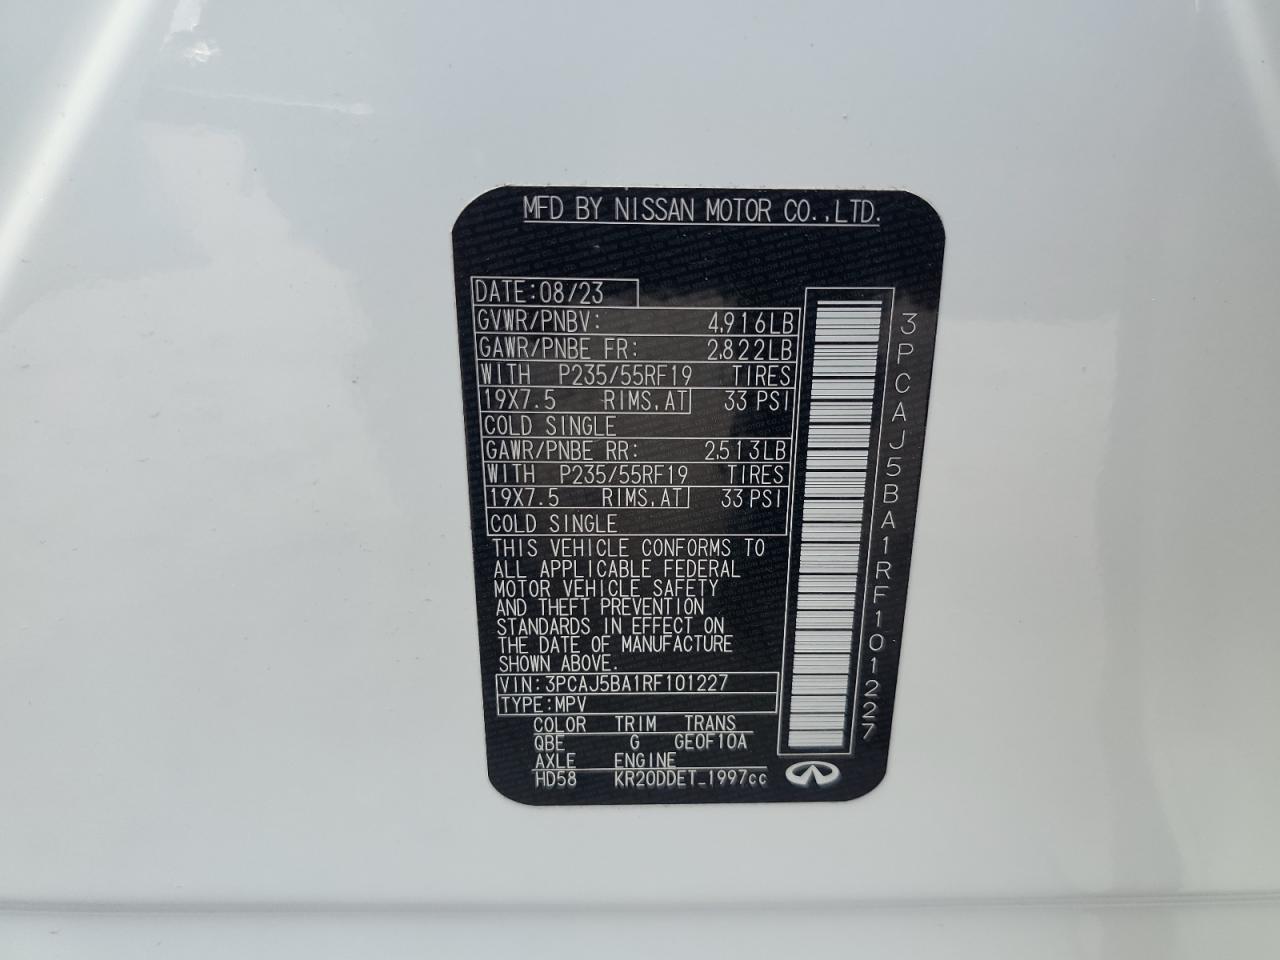 MFD BY NISSAN MOTOR CO.,LTD.
DATE:08/23
GVWR/PNBV: 4,916LB
GAWR/PNBE FR: 2,822LB
WITH P235/55RF19 TIRES
19X7.5 RIMS,AT 33 PSI
COLD SINGLE
GAWR/PNBE RR: 2,513LB
WITH P235/55RF19 TIRES
19X7.5 RIMS,AT 33 PSI
COLD SINGLE
THIS VEHICLE CONFORMS TO
ALL APPLICABLE FEDERAL
MOTOR VEHICLE SAFETY
AND THEFT PREVENTION
STANDARDS IN EFFECT ON
THE DATE OF MANUFACTURE
SHOWN ABOVE.
VIN:3PCAJ5BA1RF101227
TYPE:MPV
COLOR TRIM TRANS
QBE G GE0F10A
AXLE ENGINE
HD58 KR20DDET_1997cc
3PCAJ5BA1RF101227